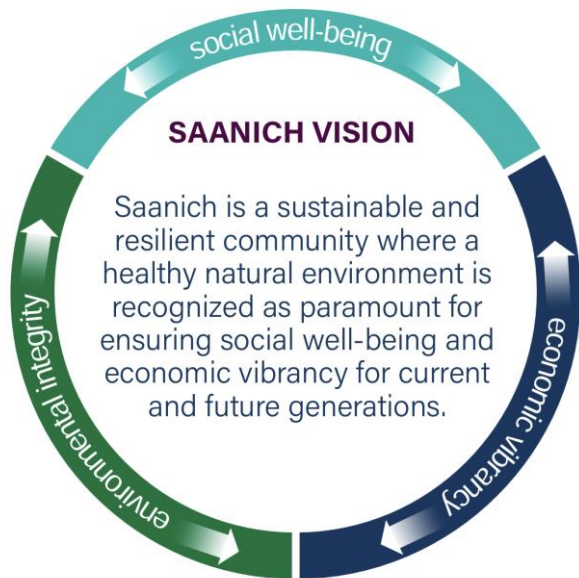 social well-being
SAANICH VISION
Saanich is a sustainable and
resilient community where a
healthy natural environment is
recognized as paramount for
ensuring social well-being and
economic vibrancy for current
and future generations.
environmental integrity
economic vibrancy